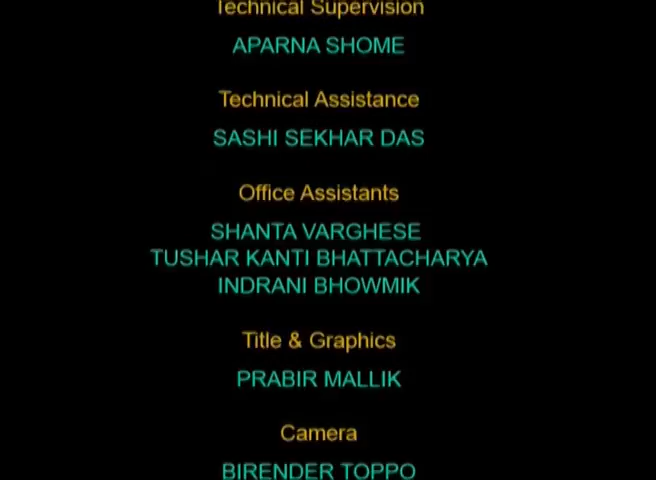 Technical Supervision
APARNA SHOME
Technical Assistance
SASHI SEKHAR DAS
Office Assistants
SHANTA VARGHESE
TUSHAR KANTI BHATTACHARYA
INDRANI BHOWMIK
Title & Graphics
PRABIR MALLIK
Camera
BIRENDER TOPPO